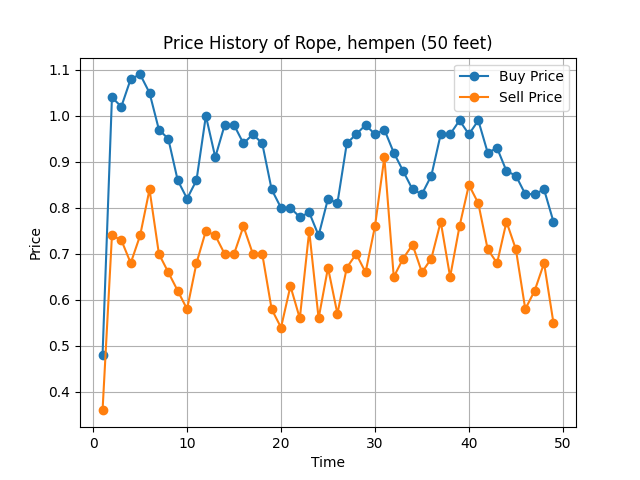 Price History of Rope, hempen (50 feet)
Buy Price
Sell Price
1.1
1.0
0.9
0.8
0.7
0.6
0.5
0.4
Price
0 10 20 30 40 50
Time